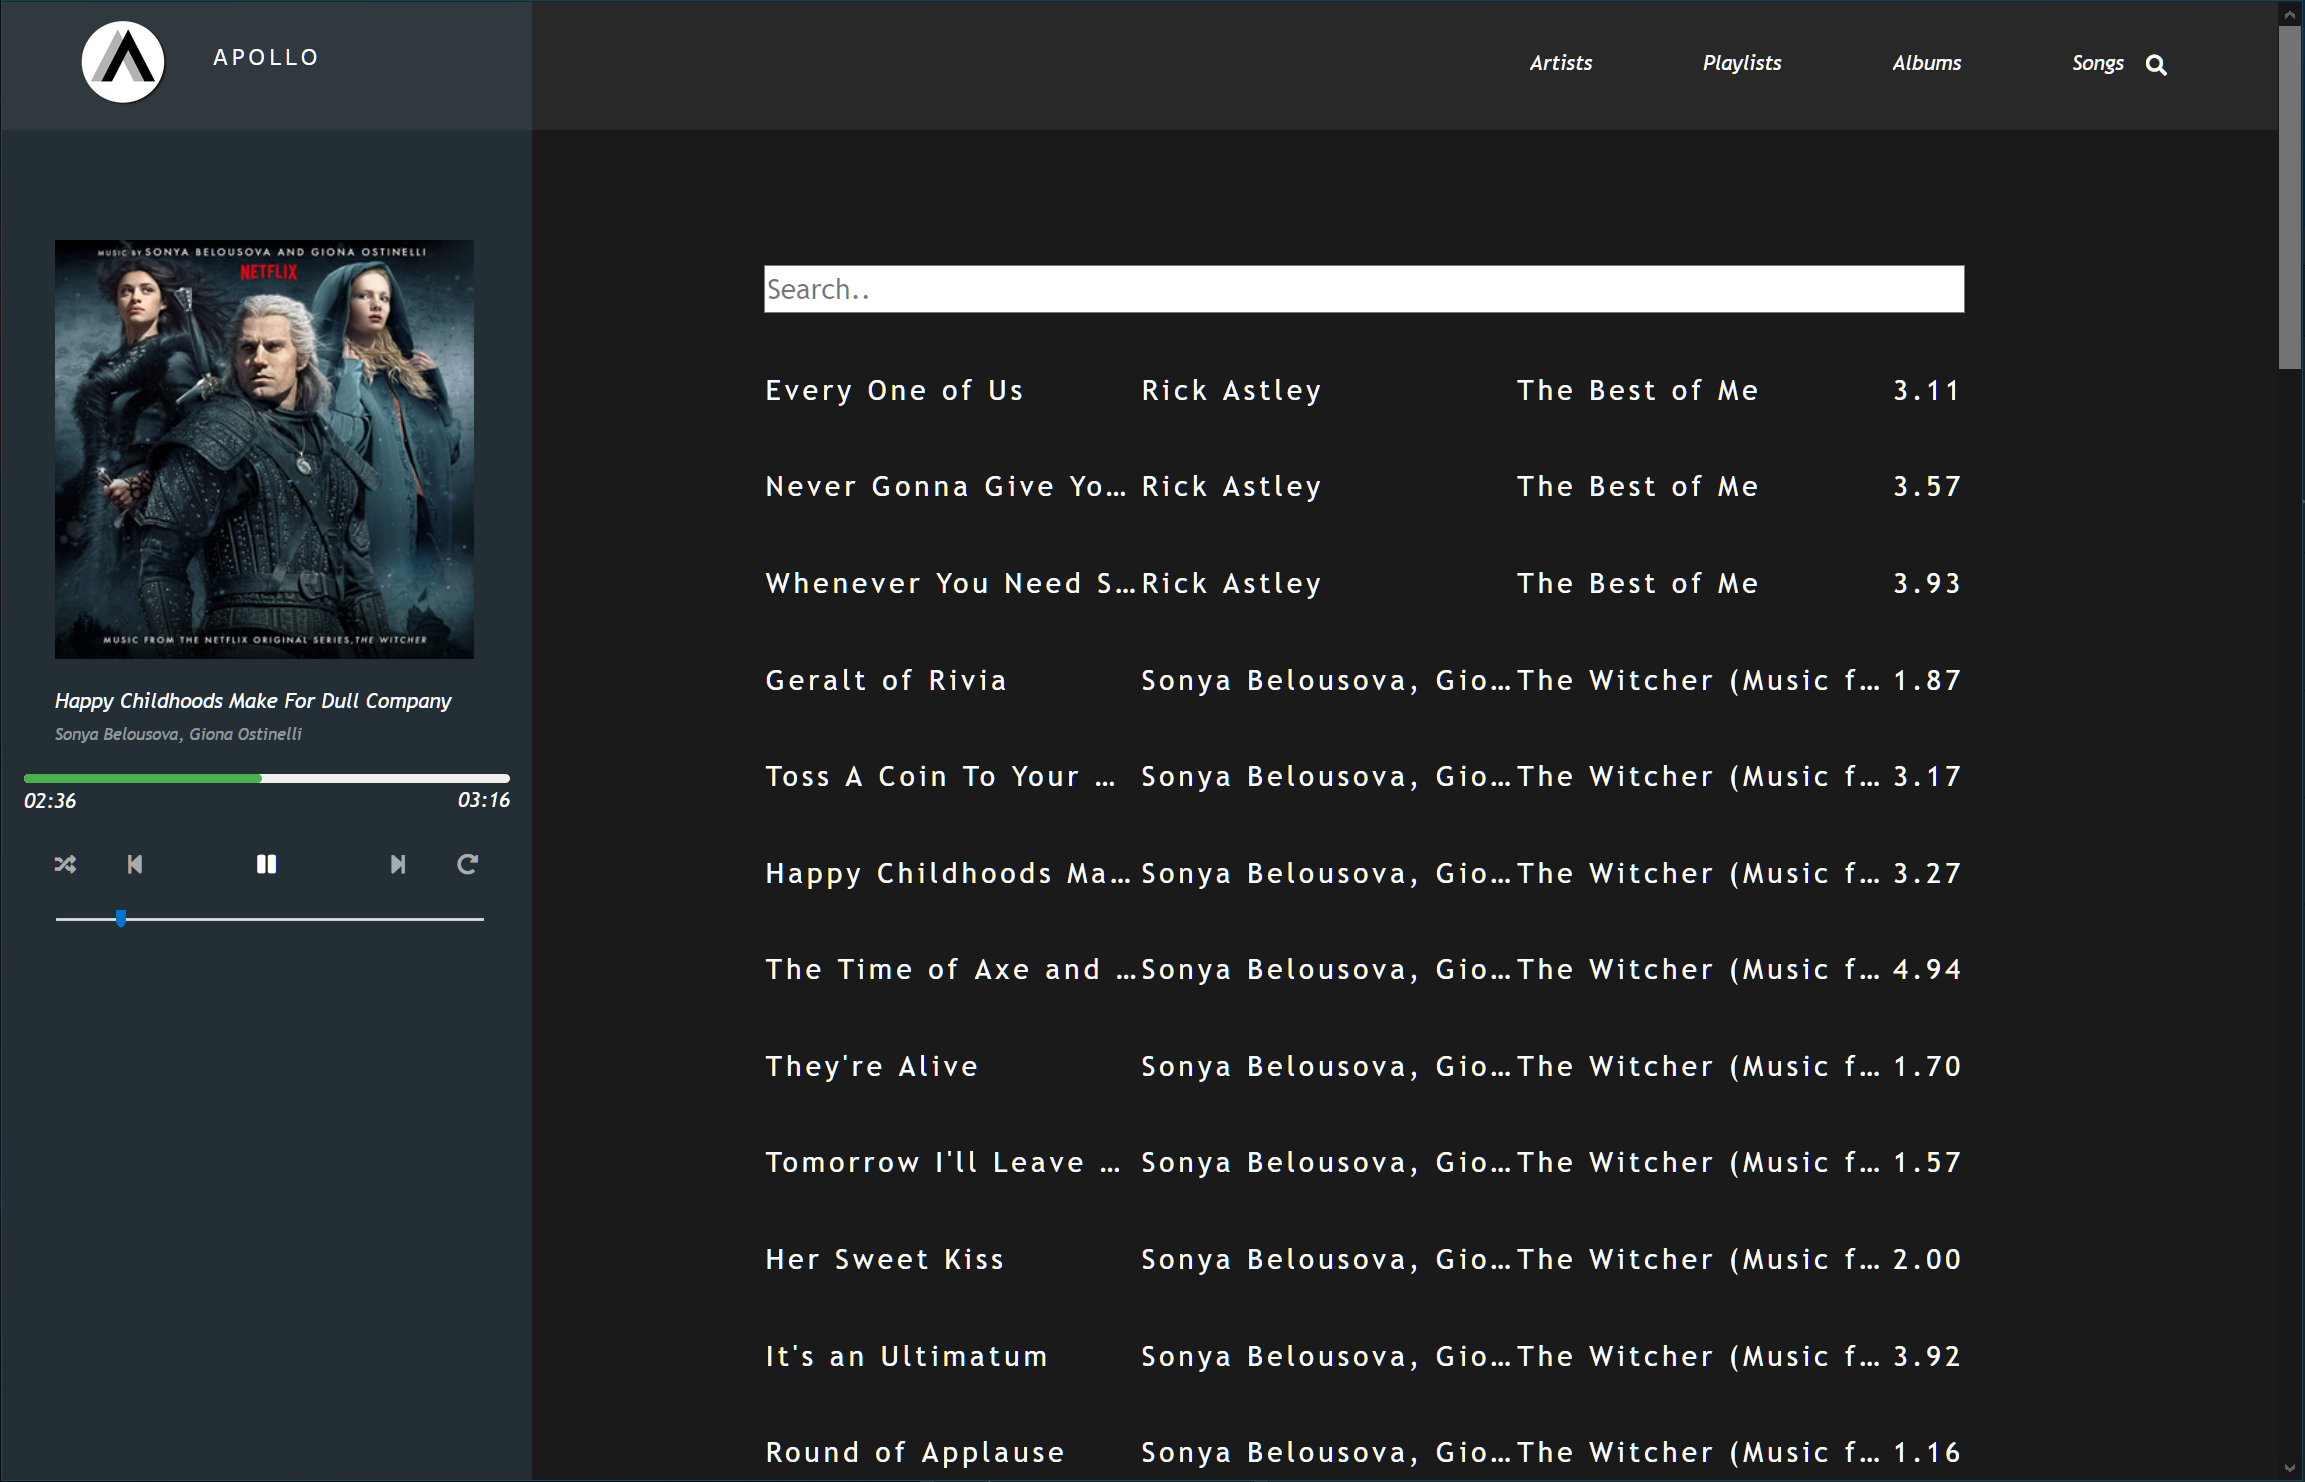 APOLLO
Artists Playlists Albums Songs
MUSIC BY SONYA BELOUSOVA AND GIONA OSTINELLI
NETFLIX
MUSIC FROM THE NETFLIX ORIGINAL SERIES, THE WITCHER
Happy Childhoods Make For Dull Company
Sonya Belousova, Giona Ostinelli
02:36 03:16
Search..
Every One of Us Rick Astley The Best of Me 3.11
Never Gonna Give Yo… Rick Astley The Best of Me 3.57
Whenever You Need S… Rick Astley The Best of Me 3.93
Geralt of Rivia Sonya Belousova, Gio… The Witcher (Music f… 1.87
Toss A Coin To Your … Sonya Belousova, Gio… The Witcher (Music f… 3.17
Happy Childhoods Ma… Sonya Belousova, Gio… The Witcher (Music f… 3.27
The Time of Axe and … Sonya Belousova, Gio… The Witcher (Music f… 4.94
They're Alive Sonya Belousova, Gio… The Witcher (Music f… 1.70
Tomorrow I'll Leave … Sonya Belousova, Gio… The Witcher (Music f… 1.57
Her Sweet Kiss Sonya Belousova, Gio… The Witcher (Music f… 2.00
It's an Ultimatum Sonya Belousova, Gio… The Witcher (Music f… 3.92
Round of Applause Sonya Belousova, Gio… The Witcher (Music f… 1.16